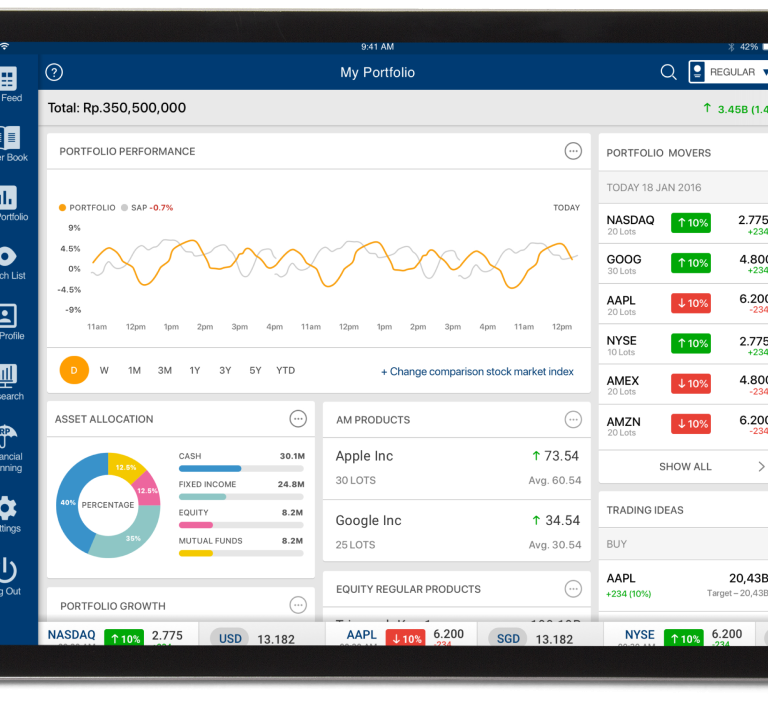 9:41 AM
42%
?
My Portfolio
REGULAR
Feed
Total: Rp.350,500,000
3.45B (1.4
PORTFOLIO PERFORMANCE
PORTFOLIO
SAP -0.7%
TODAY
9%
4.5%
0%
-4.5%
-9%
11am 12pm 1pm 2pm 3pm 4pm 11am 12pm 1pm 2pm 3pm 4pm 11am 12pm
D W 1M 3M 1Y 3Y 5Y YTD
+ Change comparison stock market index
PORTFOLIO MOVERS
TODAY 18 JAN 2016
NASDAQ 10% 2.775
20 Lots +234
GOOG 10% 4.800
30 Lots +234
AAPL 10% 6.200
20 Lots -234
NYSE 10% 2.775
10 Lots +234
AMEX 10% 4.800
20 Lots -234
AMZN 10% 6.200
20 Lots -234
SHOW ALL
ASSET ALLOCATION
12.5%
12.5%
40%
PERCENTAGE
35%
CASH 30.1M
FIXED INCOME 24.8M
EQUITY 8.2M
MUTUAL FUNDS 8.2M
AM PRODUCTS
Apple Inc 73.54
30 LOTS Avg. 60.54
Google Inc 34.54
25 LOTS Avg. 30.54
TRADING IDEAS
BUY
AAPL 20,43B
+234 (10%) Target – 20,43B
PORTFOLIO GROWTH
EQUITY REGULAR PRODUCTS
Book
Portfolio
List
Profile
RP
Out
NASDAQ 10% 2.775
USD 13.182
AAPL 10% 6.200
-234
SGD 13.182
NYSE 10% 6.200